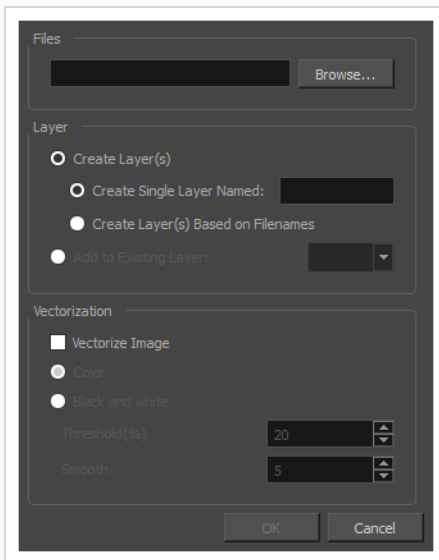 Files
Browse...
Layer
Create Layer(s)
Create Single Layer Named:
Create Layer(s) Based on Filenames
Add to Existing Layer:
Vectorization
Vectorize Image
Color
Black and white
Threshold(%) 20
Smooth 5
OK Cancel